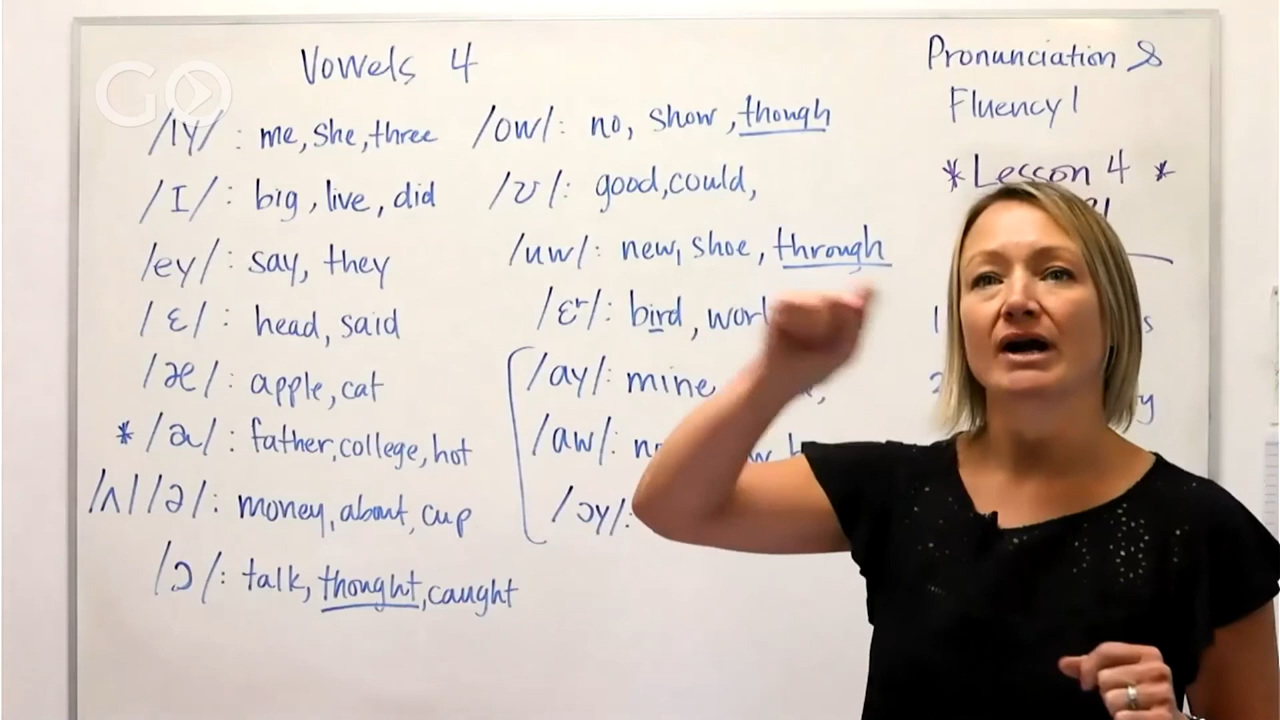 GO
Vowels 4
/ɪy/ : me, she, three
/ɪ/ : big, live, did
/ey/ : say, they
/ɛ/ : head, said
/æ/ : apple, cat
* /a/ : father, college, hot
/ʌ/ /ə/ : money, about, cup
/ɔ/ : talk, thought, caught
/ow/ : no, show, though
/ʊ/ : good, could,
/uw/ : new, shoe, through
/ɛr/ : bird,
/ay/ : mine
/aw/ :
/ɔy/ :
Pronunciation &
Fluency 1
* Lesson 4 *